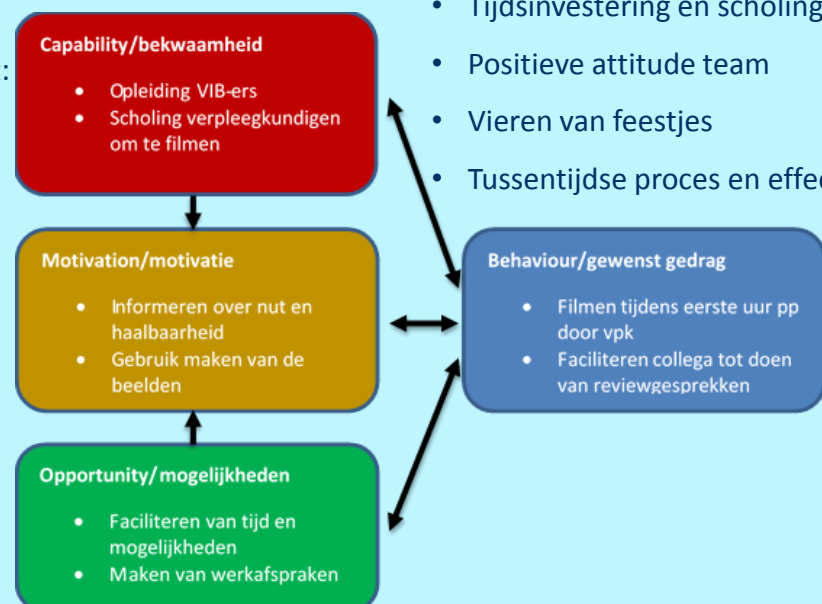 • Tijdsinvestering en scholing
• Positieve attitude team
• Vieren van feestjes
• Tussentijdse proces en
:
Capability/bekwaamheid
• Opleiding VIB-ers
• Scholing verpleegkundigen
om te filmen
Motivation/motivatie
• Informeren over nut en
haalbaarheid
• Gebruik maken van de
beelden
Opportunity/mogelijkheden
• Faciliteren van tijd en
mogelijkheden
• Maken van werkafspraken
Behaviour/gewenst gedrag
• Filmen tijdens eerste uur pp
door vpk
• Faciliteren collega tot doen
van reviewgesprekken